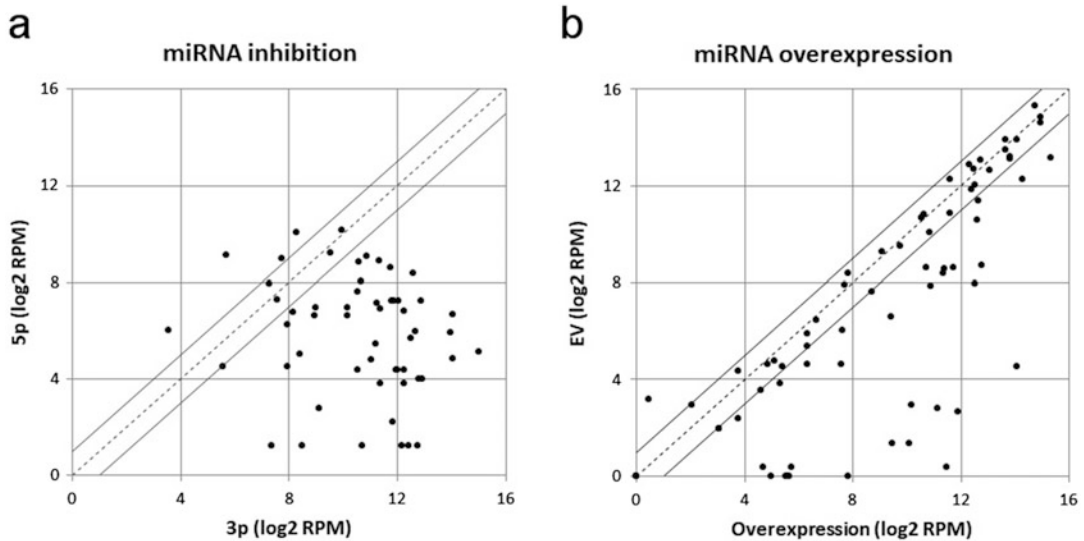 a
miRNA inhibition
5p (log2 RPM)
16
12
8
4
0
0 4 8 12 16
3p (log2 RPM)
b
miRNA overexpression
EV (log2 RPM)
16
12
8
4
0
0 4 8 12 16
Overexpression (log2 RPM)